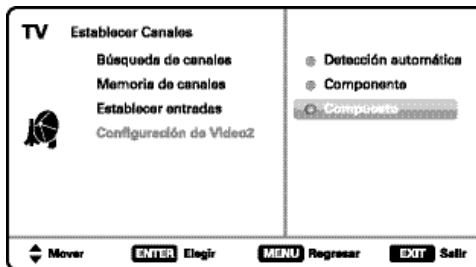 TV Establecer Canales
Búsqueda de canales
Memoria de canales
Establecer entradas
Configuración de Video2
Detección automática
Componente
Compuesto
Mover ENTER Elegir MENU Regresar EXIT Salir